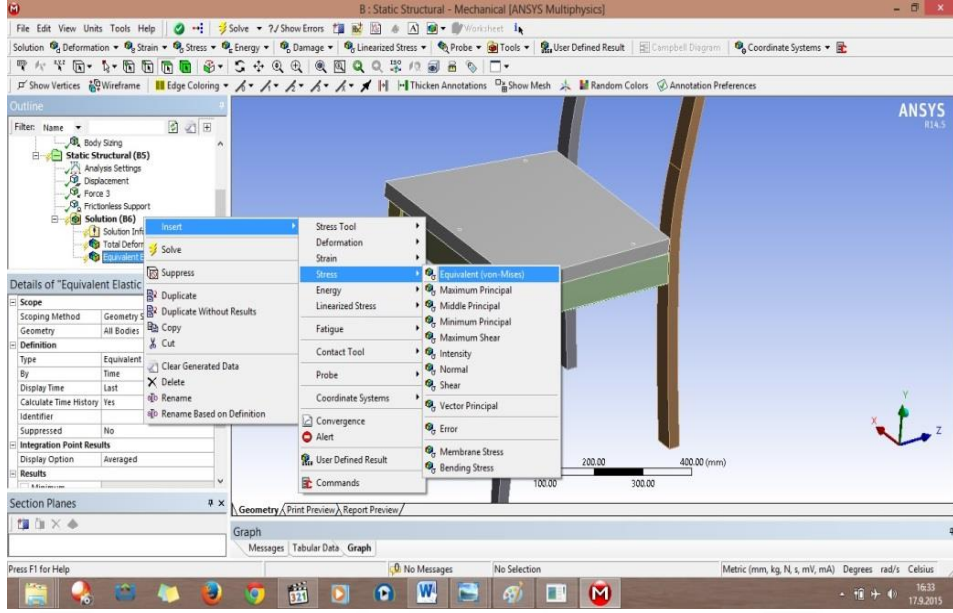 B : Static Structural - Mechanical [ANSYS Multiphysics]
File Edit View Units Tools Help Solve ?/ Show Errors Worksheet
Solution Deformation Strain Stress Energy Damage Linearized Stress Probe Tools User Defined Result Campbell Diagram Coordinate Systems
Show Vertices Wireframe Edge Coloring Thicken Annotations Show Mesh Random Colors Annotation Preferences
Outline
Filter: Name
Body Sizing
Static Structural (B5)
Analysis Settings
Displacement
Force 3
Frictionless Support
Solution (B6)
Solution Inf
Total Deform
Equivalent E
Insert
Solve
Suppress
Duplicate
Duplicate Without Results
Copy
Cut
Clear Generated Data
Delete
Rename
Rename Based on Definition
Stress Tool
Deformation
Strain
Stress
Energy
Linearized Stress
Fatigue
Contact Tool
Probe
Coordinate Systems
Convergence
Alert
User Defined Result
Commands
Equivalent (von-Mises)
Maximum Principal
Middle Principal
Minimum Principal
Maximum Shear
Intensity
Normal
Shear
Vector Principal
Error
Membrane Stress
Bending Stress
ANSYS
R14.5
Y
X
Z
200.00 400.00 (mm)
100.00 300.00
Details of "Equivalent Elastic
Scope
Scoping Method Geometry S
Geometry All Bodies
Definition
Type Equivalent
By Time
Display Time Last
Calculate Time History Yes
Identifier
Suppressed No
Integration Point Results
Display Option Averaged
Results
Minimum
Section Planes
Geometry Print Preview Report Preview
Graph
Messages Tabular Data Graph
Press F1 for Help 0 No Messages No Selection Metric (mm, kg, N, s, mV, mA) Degrees rad/s Celsius
16:33
17.9.2015